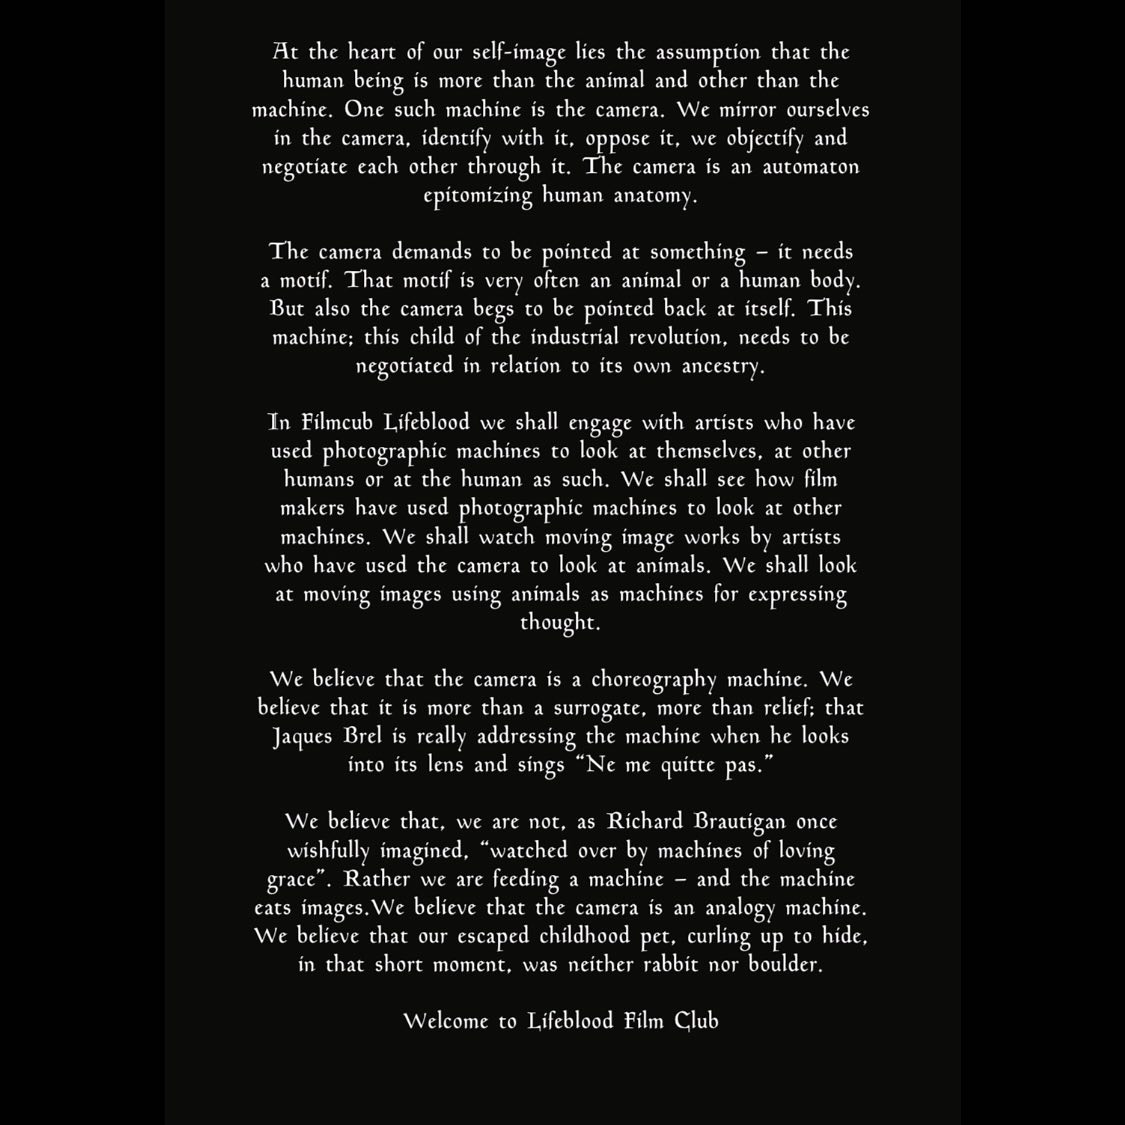 At the heart of our self-image lies the assumption that the
human being is more than the animal and other than the
machine. One such machine is the camera. We mirror ourselves
in the camera, identify with it, oppose it, we objectify and
negotiate each other through it. The camera is an automaton
epitomizing human anatomy.
The camera demands to be pointed at something – it needs
a motif. That motif is very often an animal or a human body.
But also the camera begs to be pointed back at itself. This
machine; this child of the industrial revolution, needs to be
negotiated in relation to its own ancestry.
In Filmcub Lifeblood we shall engage with artists who have
used photographic machines to look at themselves, at other
humans or at the human as such. We shall see how film
makers have used photographic machines to look at other
machines. We shall watch moving image works by artists
who have used the camera to look at animals. We shall look
at moving images using animals as machines for expressing
thought.
We believe that the camera is a choreography machine. We
believe that it is more than a surrogate, more than relief; that
Jaques Brel is really addressing the machine when he looks
into its lens and sings “Ne me quitte pas.”
We believe that, we are not, as Richard Brautigan once
wishfully imagined, “watched over by machines of loving
grace”. Rather we are feeding a machine – and the machine
eats images.We believe that the camera is an analogy machine.
We believe that our escaped childhood pet, curling up to hide,
in that short moment, was neither rabbit nor boulder.
Welcome to Lifeblood Film Club